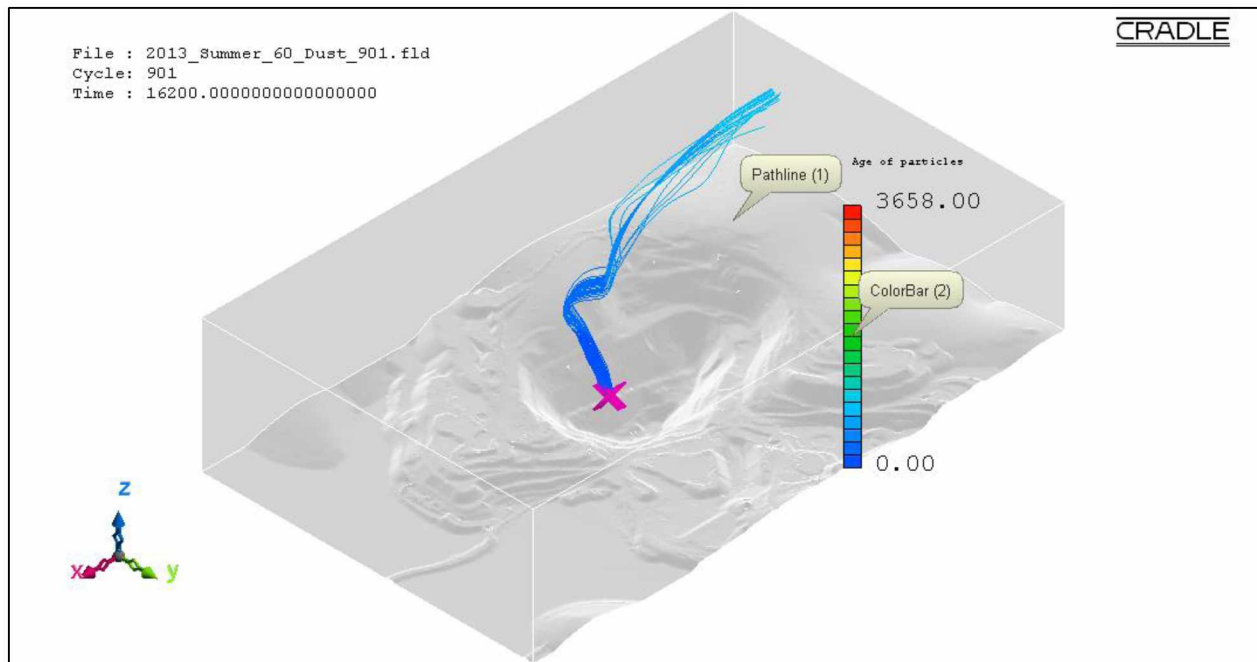 CRADLE
File : 2013_Summer_60_Dust_901.fld
Cycle: 901
Time : 16200.0000000000000000
Pathline (1)
Age of particles
3658.00
ColorBar (2)
0.00
z
x
y